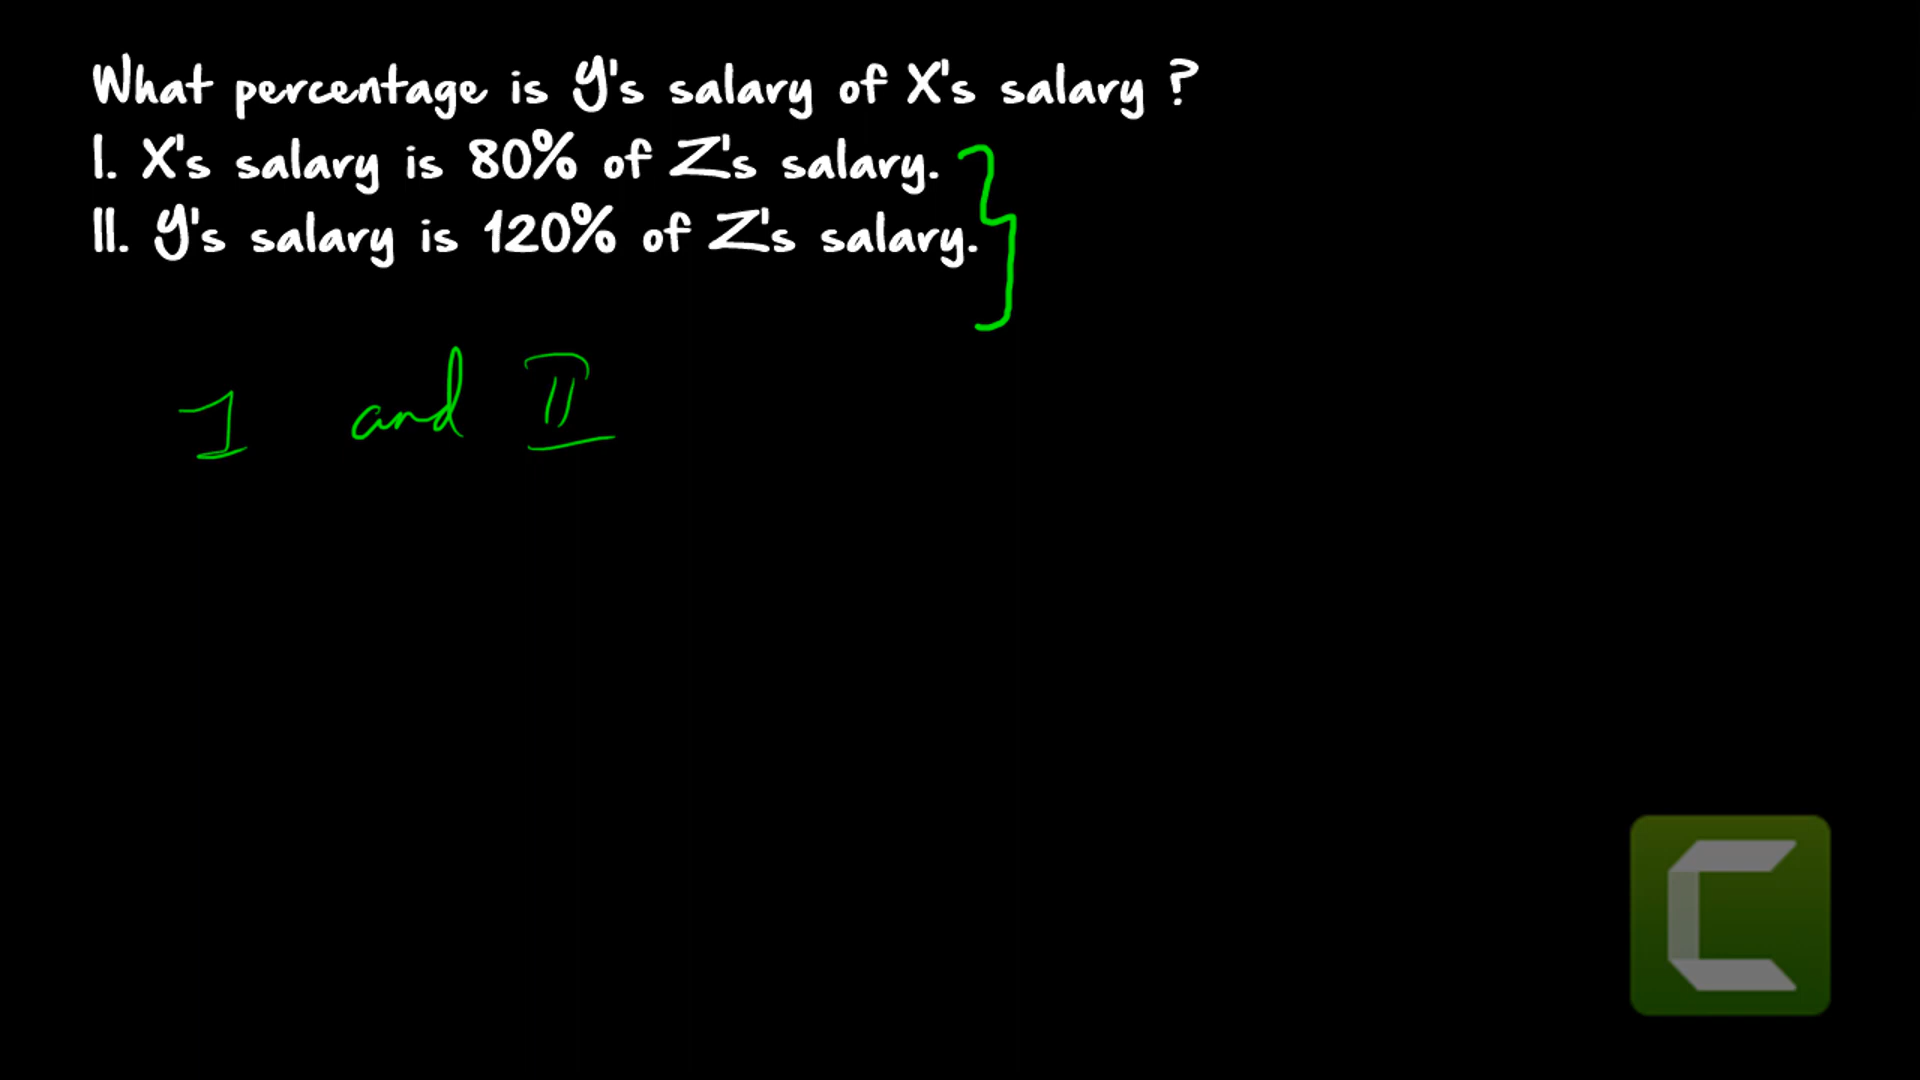 What percentage is Y's salary of X's salary ?
I. X's salary is 80% of Z's salary.
II. Y's salary is 120% of Z's salary.
I and II